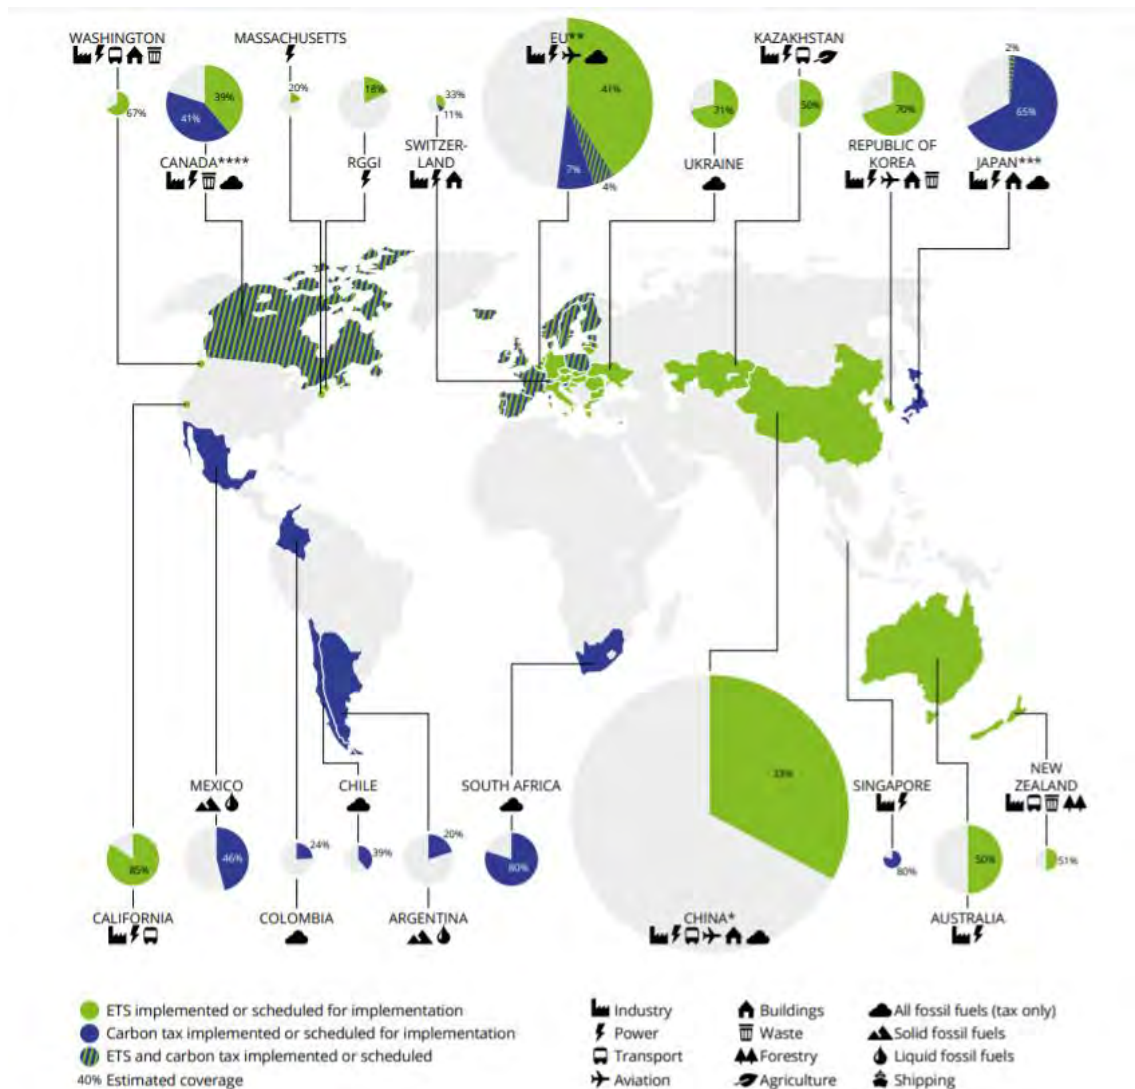 WASHINGTON
MASSACHUSETTS
EU**
KAZAKHSTAN
2%
20%
18%
33%
11%
39%
41%
67%
41%
7%
4%
71%
50%
70%
65%
CANADA****
RGGI
SWITZER-
LAND
UKRAINE
REPUBLIC OF
KOREA
JAPAN***
MEXICO
CHILE
SOUTH AFRICA
SINGAPORE
NEW
ZEALAND
33%
85%
46%
24%
39%
20%
80%
80%
50%
51%
CALIFORNIA
COLOMBIA
ARGENTINA
CHINA*
AUSTRALIA
ETS implemented or scheduled for implementation
Carbon tax implemented or scheduled for implementation
ETS and carbon tax implemented or scheduled
40% Estimated coverage
Industry
Power
Transport
Aviation
Buildings
Waste
Forestry
Agriculture
All fossil fuels (tax only)
Solid fossil fuels
Liquid fossil fuels
Shipping